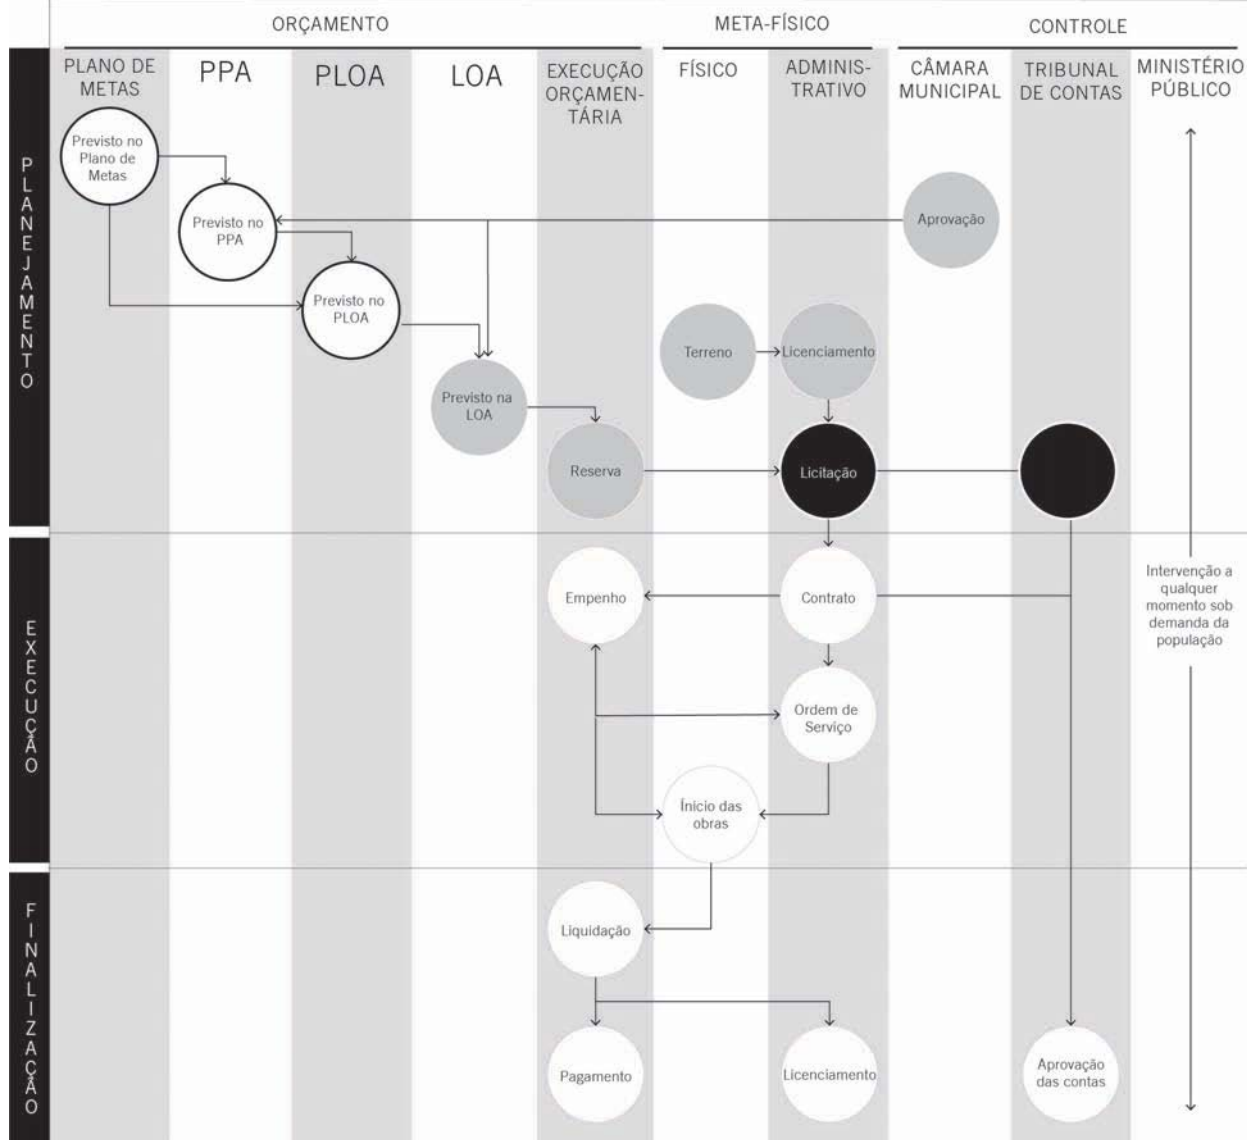 ORÇAMENTO
META-FÍSICO
CONTROLE
PLANO DE
METAS
PPA
PLOA
LOA
EXECUÇÃO
ORÇAMEN-
TÁRIA
FÍSICO
ADMINIS-
TRATIVO
CÂMARA
MUNICIPAL
TRIBUNAL
DE CONTAS
MINISTÉRIO
PÚBLICO
PLANEJAMENTO
Previsto no
Plano de
Metas
Previsto no
PPA
Aprovação
Previsto no
PLOA
Terreno
Licenciamento
Previsto na
LOA
Reserva
Licitação
EXECUÇÃO
Empenho
Contrato
Intervenção a
qualquer
momento sob
demanda da
população
Ordem de
Serviço
Ínicio das
obras
FINALIZAÇÃO
Liquidação
Pagamento
Licenciamento
Aprovação
das contas